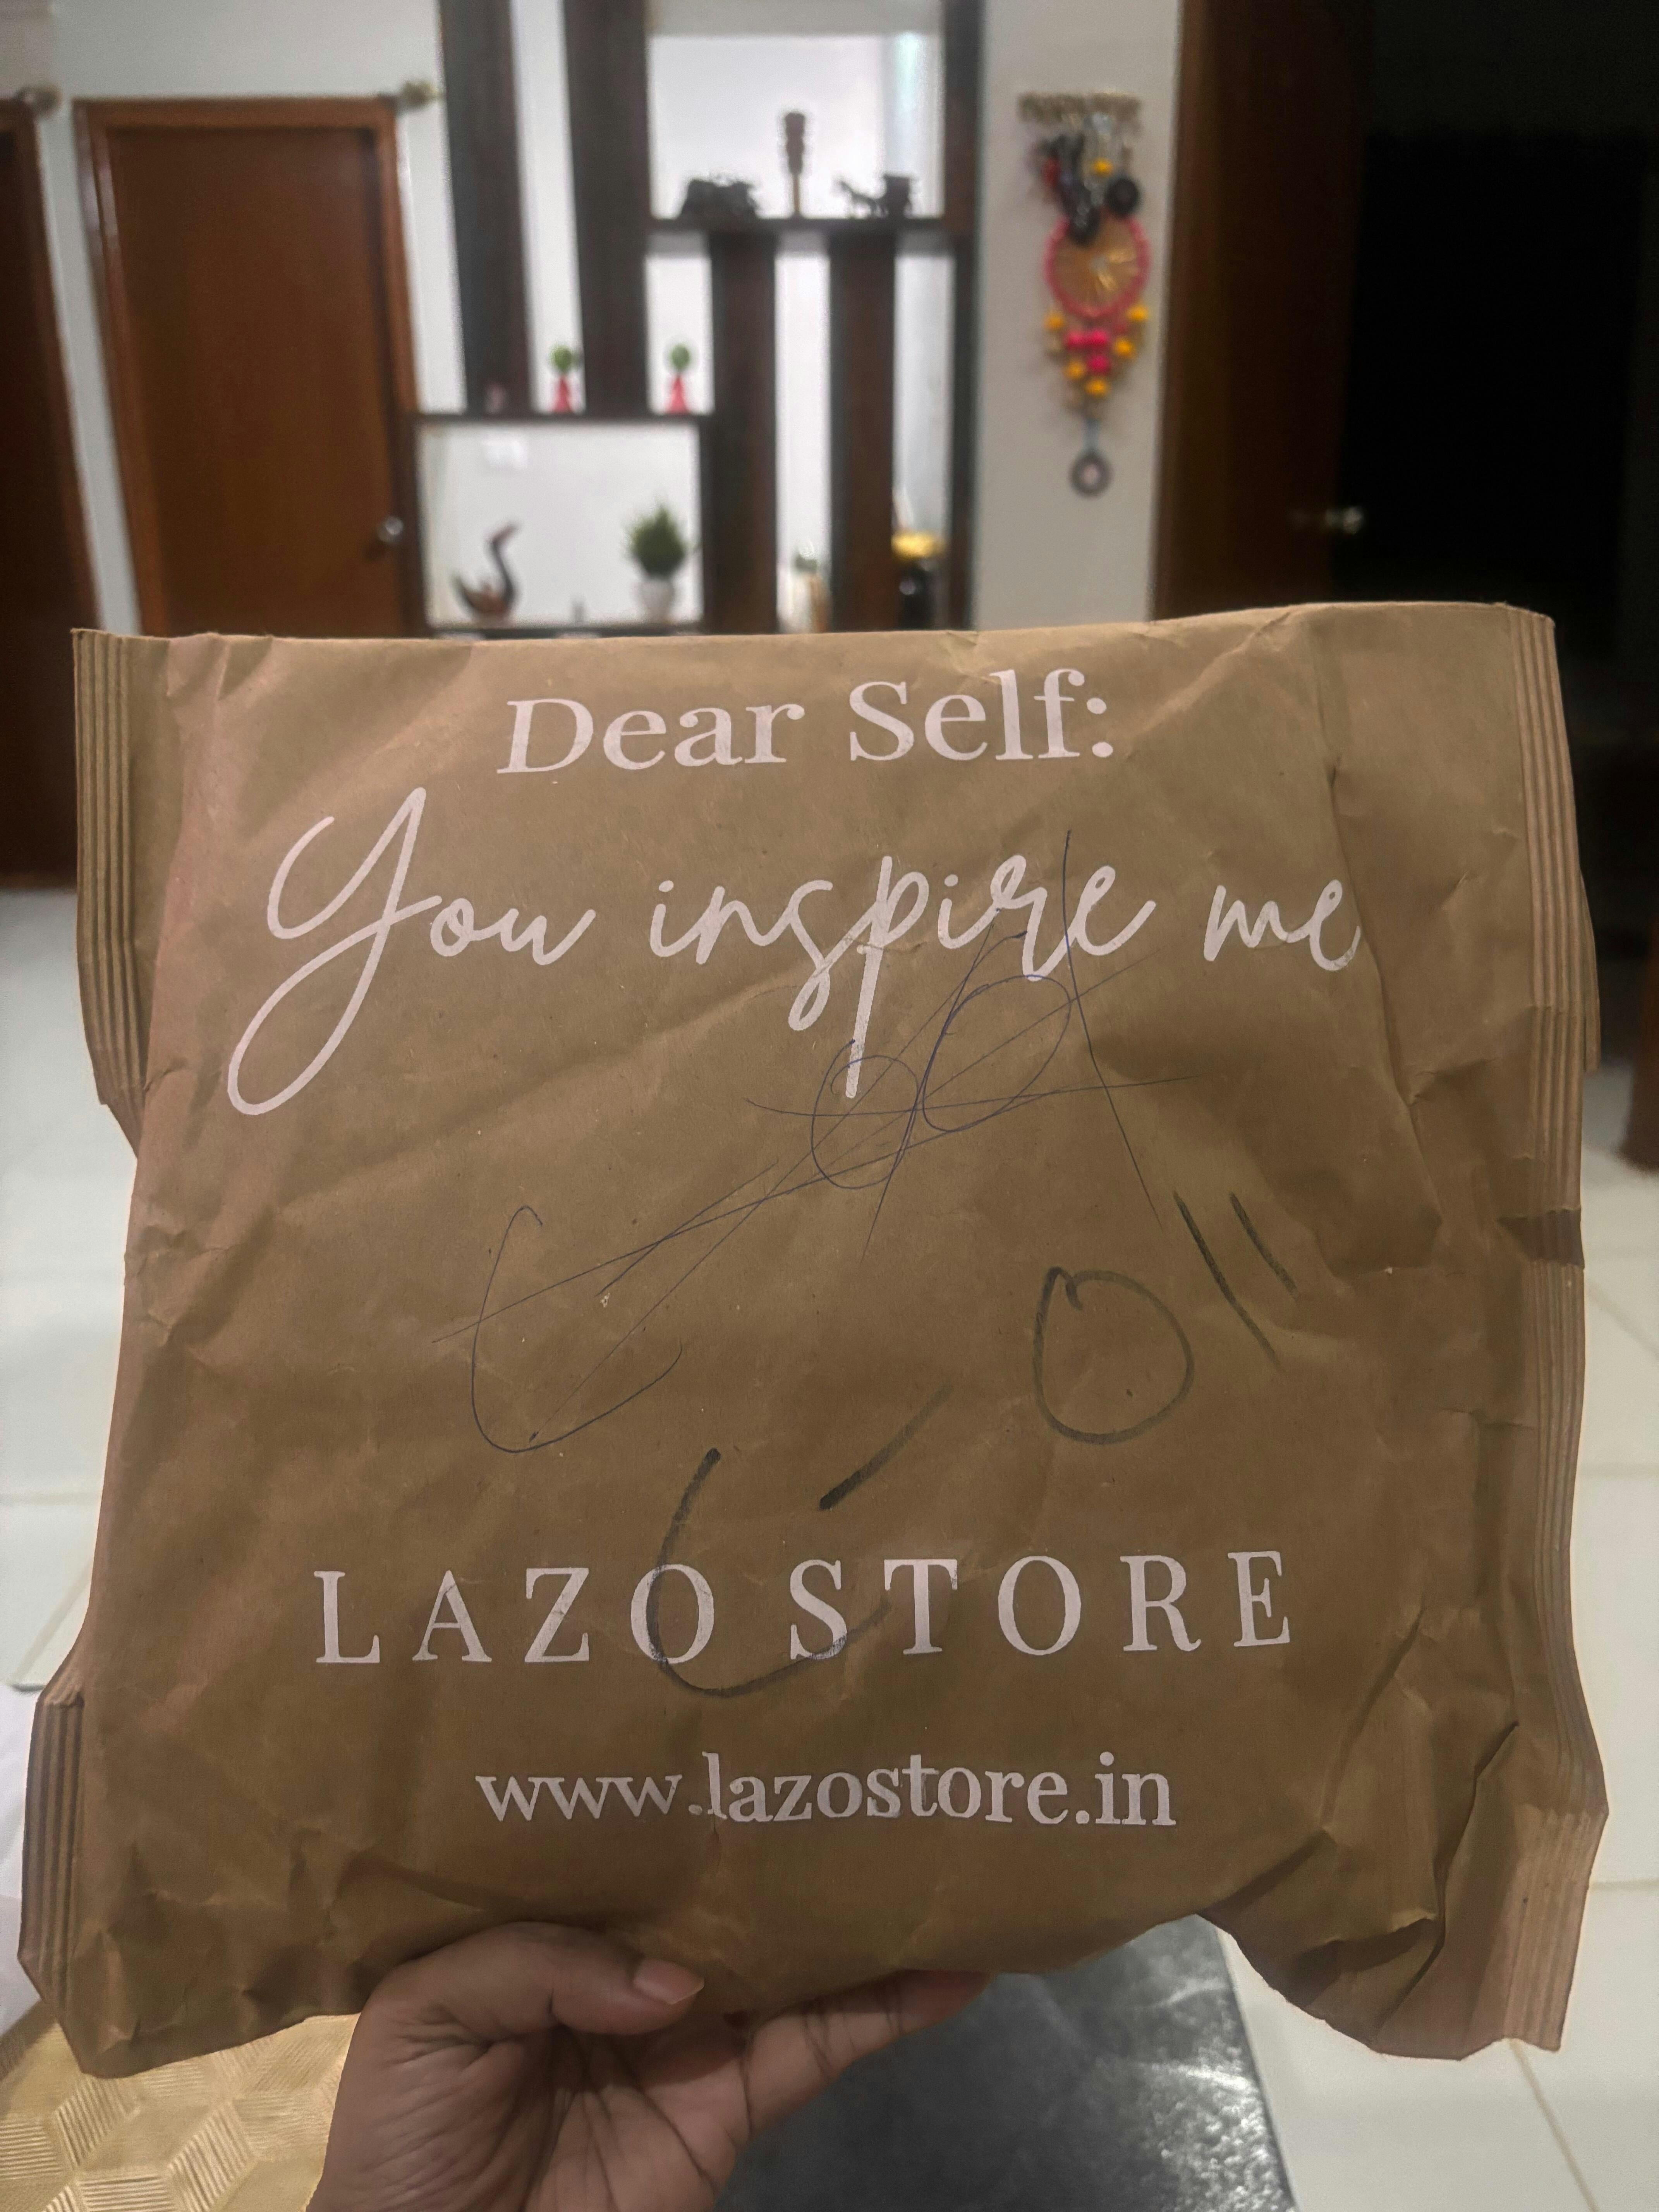 Dear Self:
You inspire me
LAZO STORE
www.lazostore.in